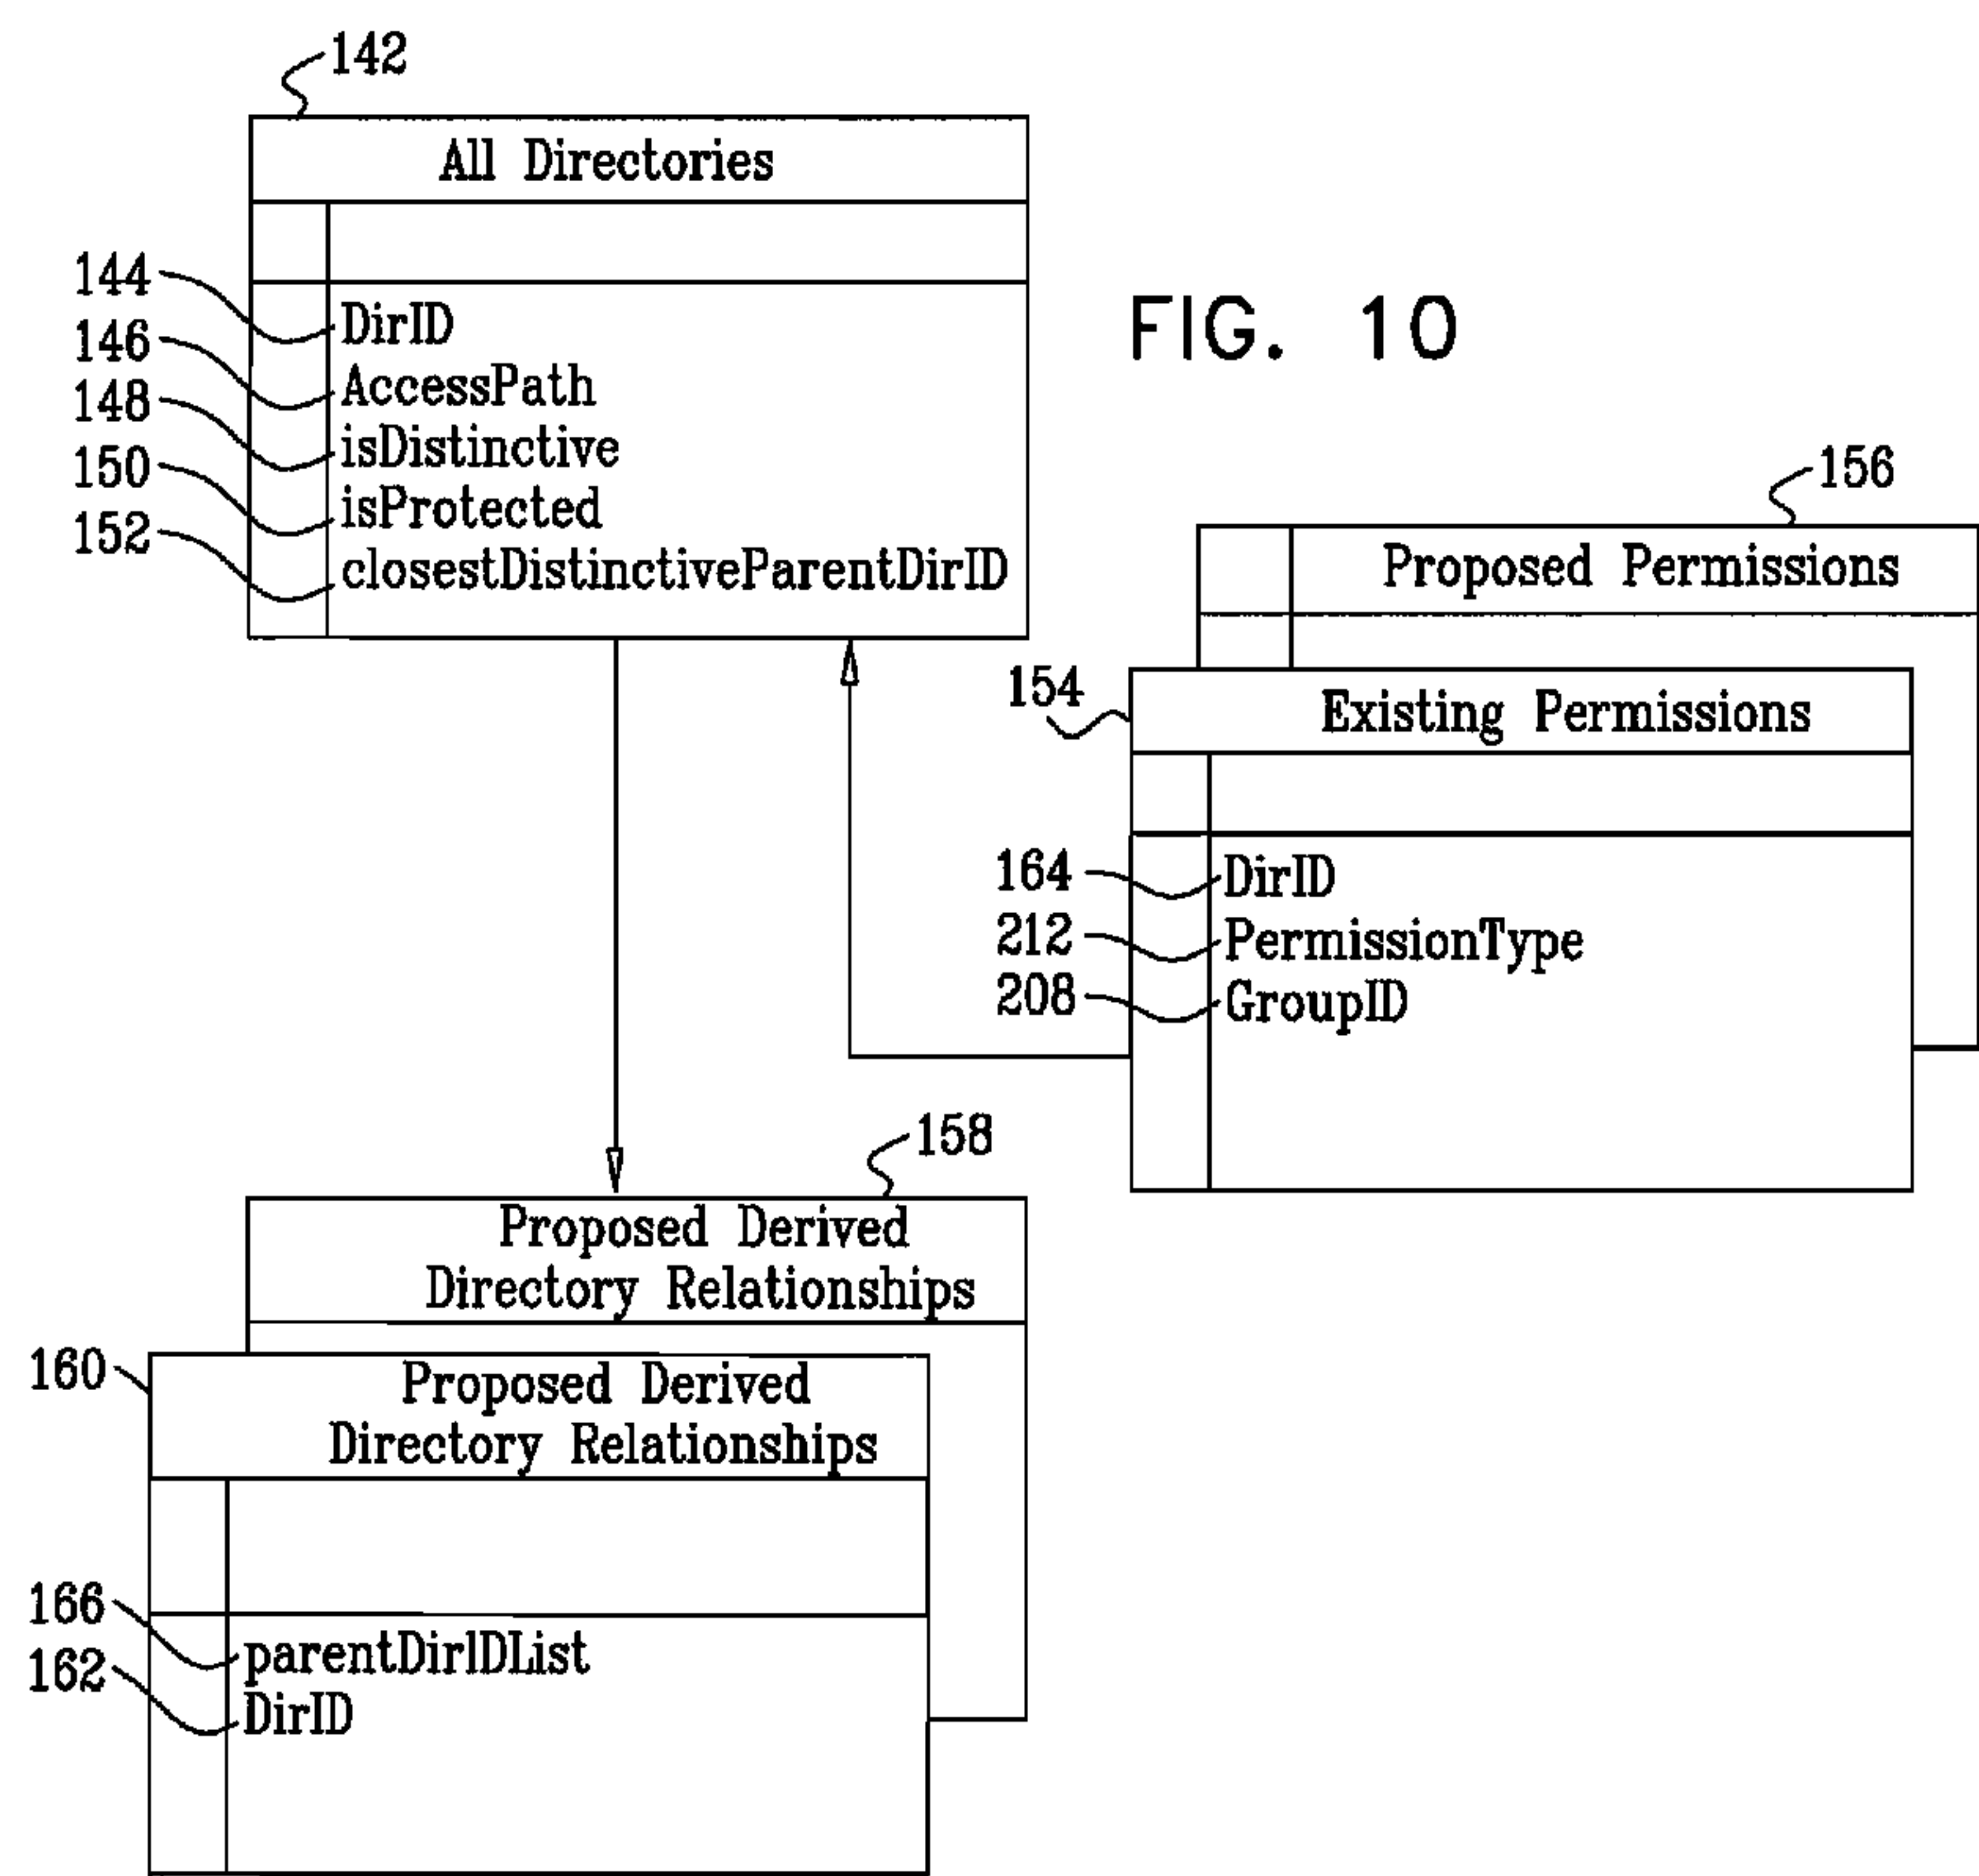 142
All Directories
144
DirID
146
AccessPath
148
isDistinctive
150
isProtected
152
closestDistinctiveParentDirID
FIG. 10
156
Proposed Permissions
154
Existing Permissions
164
DirID
212
PermissionType
208
GroupID
158
Proposed Derived
Directory Relationships
160
Proposed Derived
Directory Relationships
166
parentDirIDList
162
DirID